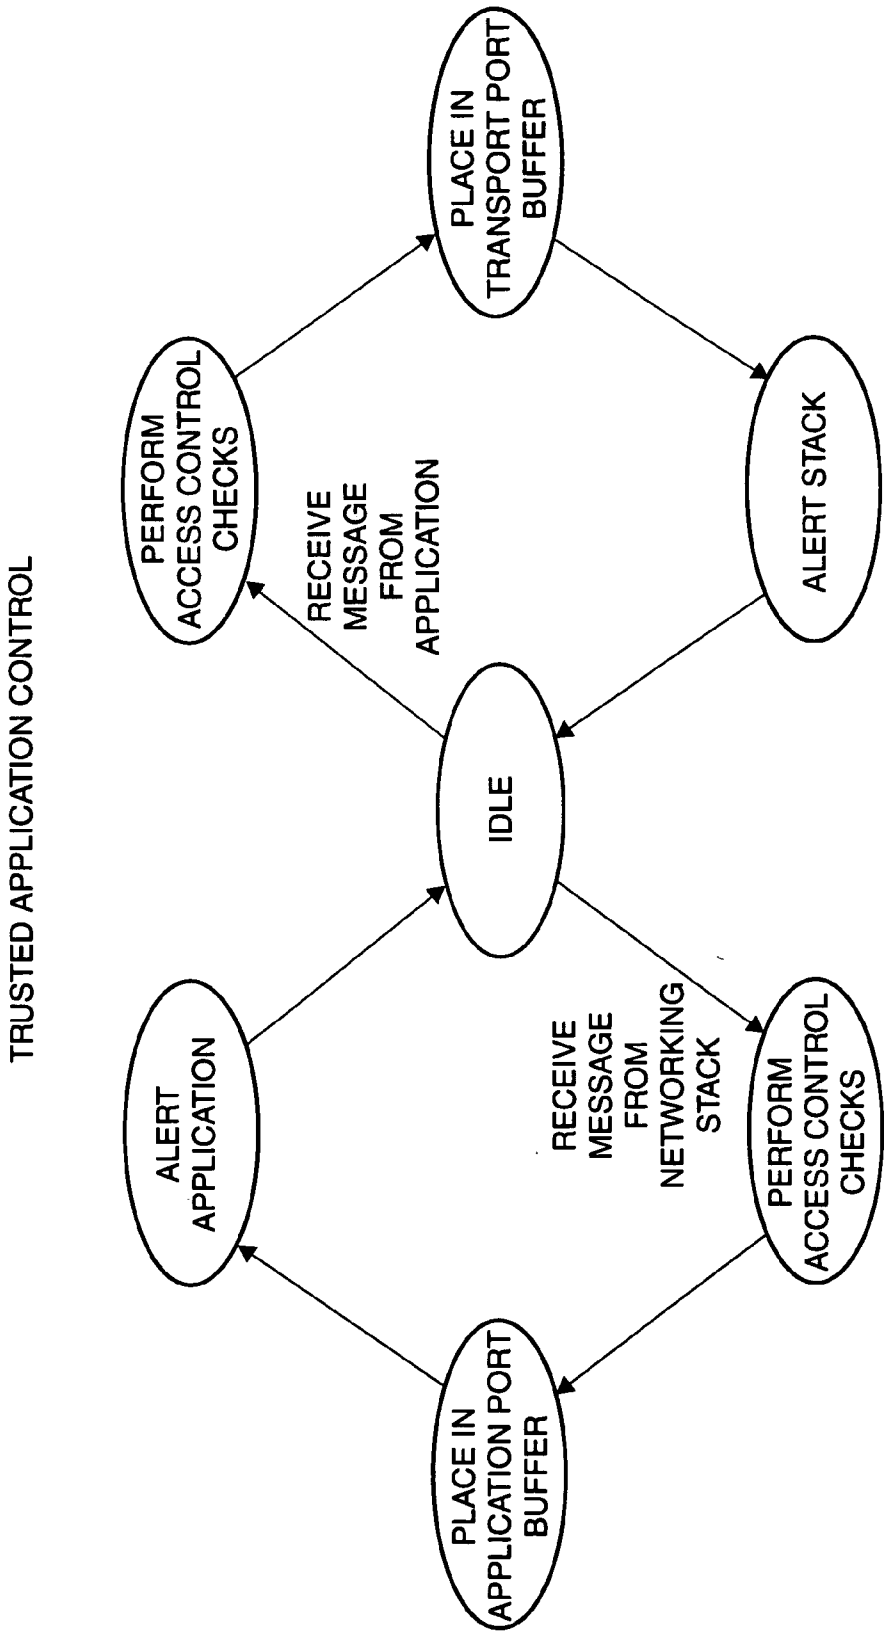 TRUSTED APPLICATION CONTROL
ALERT
APPLICATION
PERFORM
ACCESS CONTROL
CHECKS
RECEIVE
MESSAGE
FROM
APPLICATION
PLACE IN
APPLICATION PORT
BUFFER
IDLE
PLACE IN
TRANSPORT PORT
BUFFER
RECEIVE
MESSAGE
FROM
NETWORKING
STACK
PERFORM
ACCESS CONTROL
CHECKS
ALERT STACK